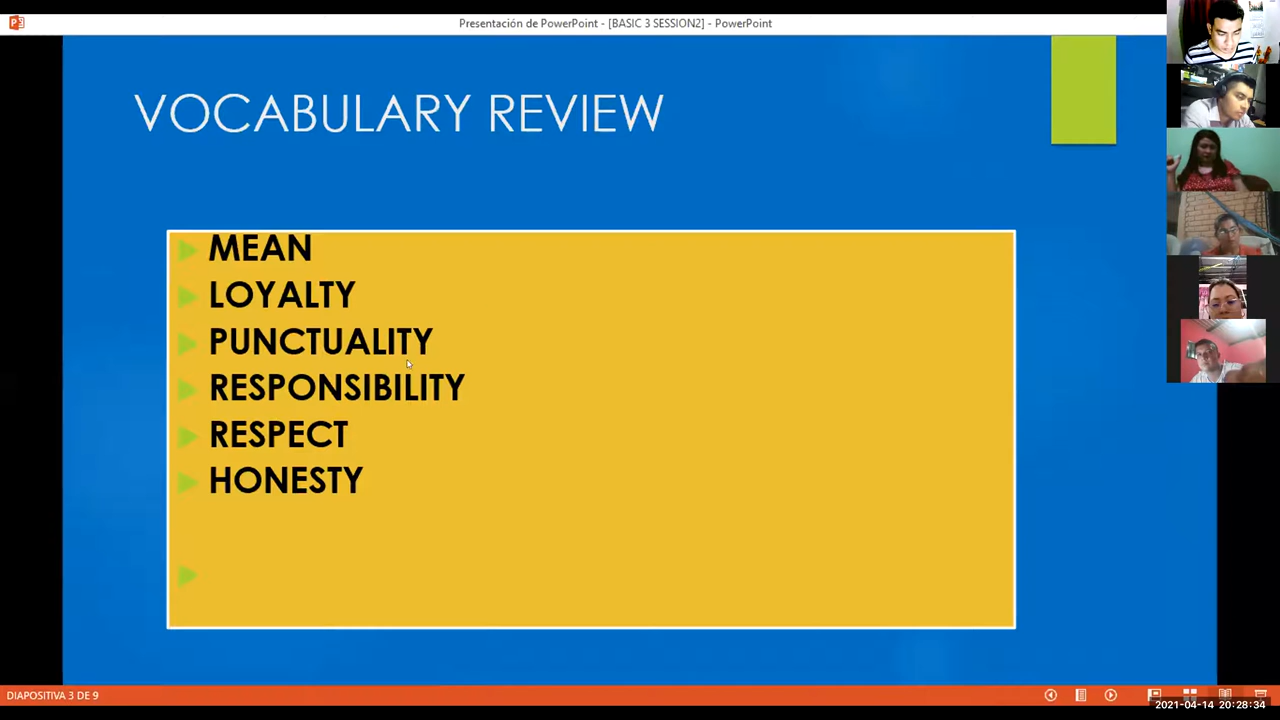 Presentación de PowerPoint - [BASIC 3 SESSION2] - PowerPoint
VOCABULARY REVIEW
MEAN
LOYALTY
PUNCTUALITY
RESPONSIBILITY
RESPECT
HONESTY
DIAPOSITIVA 3 DE 9
2021-04-14 20:28:34